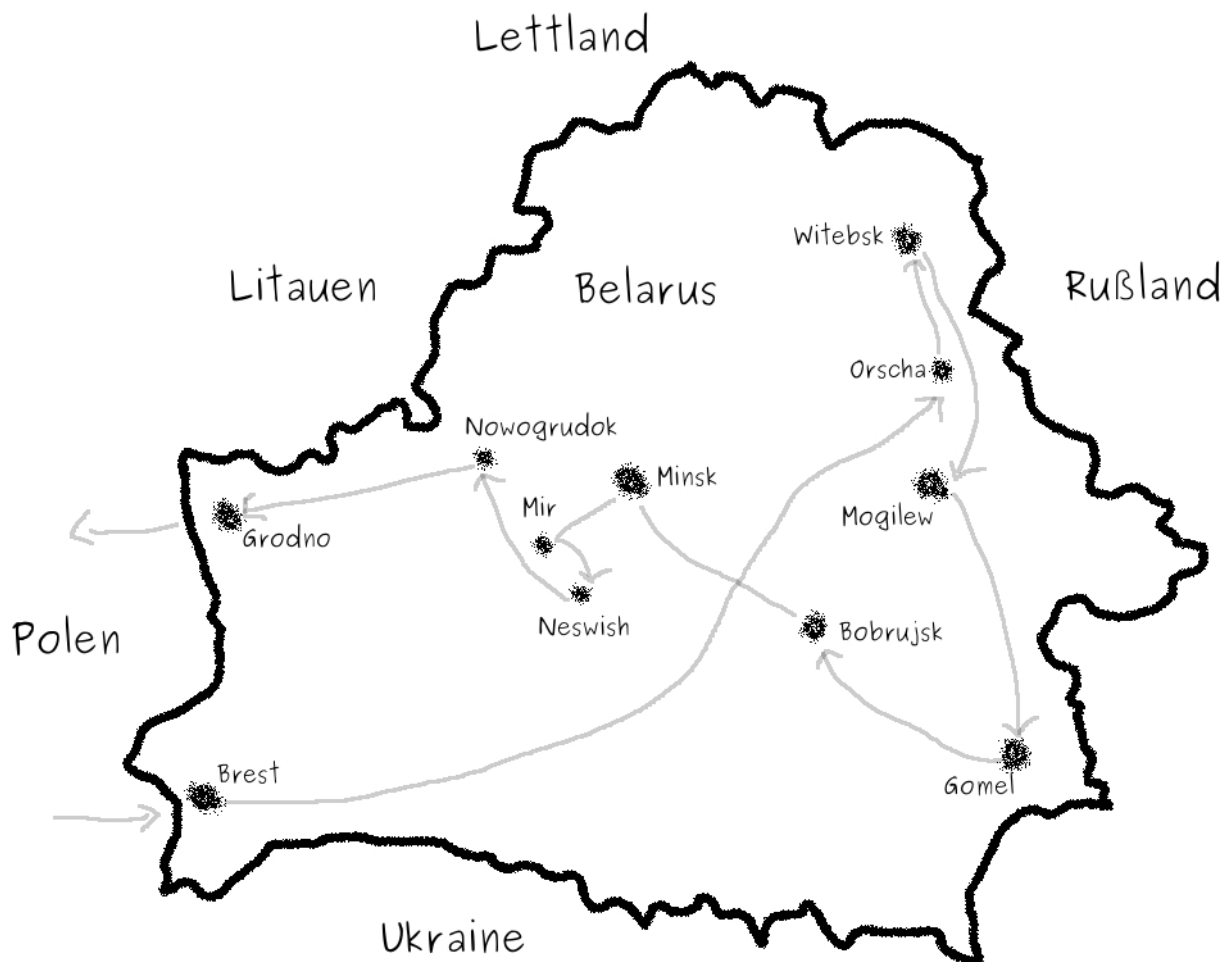 Lettland
Witebsk
Litauen
Belarus
Rußland
Orscha
Nowogrudok
Minsk
Mir
Mogilew
Grodno
Neswish
Bobrujsk
Polen
Brest
Gomel
Ukraine